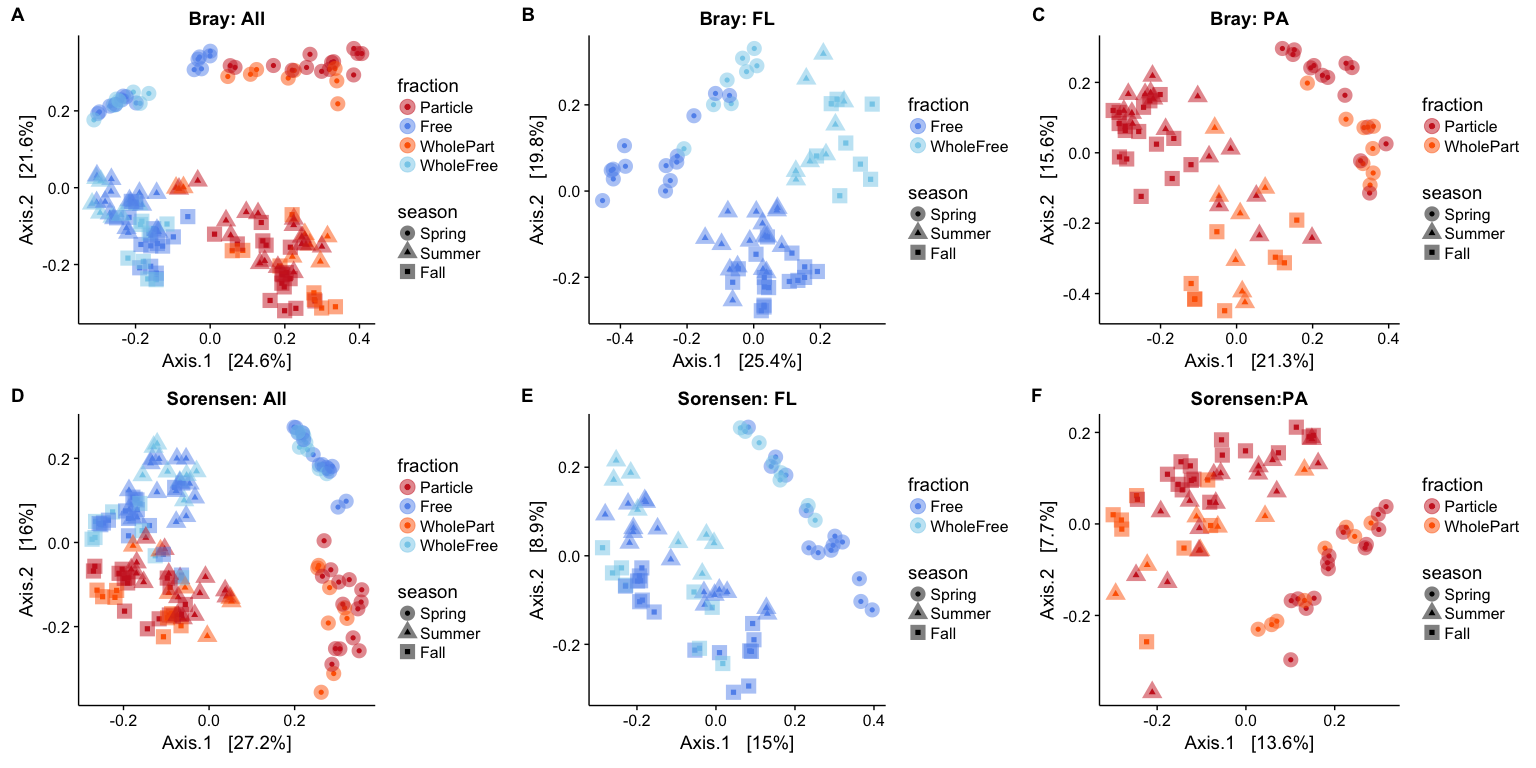 A
Bray: All
0.2
0.0
-0.2
Axis.2   [21.6%]
-0.2
0.0
0.2
0.4
Axis.1   [24.6%]
fraction
Particle
Free
WholePart
WholeFree
season
Spring
Summer
Fall
B
Bray: FL
0.2
0.0
-0.2
Axis.2   [19.8%]
-0.4
-0.2
0.0
0.2
Axis.1   [25.4%]
fraction
Free
WholeFree
season
Spring
Summer
Fall
C
Bray: PA
0.2
0.0
-0.2
-0.4
Axis.2   [15.6%]
-0.2
0.0
0.2
0.4
Axis.1   [21.3%]
fraction
Particle
WholePart
season
Spring
Summer
Fall
D
Sorensen: All
0.2
0.0
-0.2
Axis.2   [16%]
-0.2
0.0
0.2
Axis.1   [27.2%]
fraction
Particle
Free
WholePart
WholeFree
season
Spring
Summer
Fall
E
Sorensen: FL
0.2
0.0
-0.2
Axis.2   [8.9%]
-0.2
0.0
0.2
0.4
Axis.1   [15%]
fraction
Free
WholeFree
season
Spring
Summer
Fall
F
Sorensen:PA
0.2
0.0
-0.2
Axis.2   [7.7%]
-0.2
0.0
0.2
Axis.1   [13.6%]
fraction
Particle
WholePart
season
Spring
Summer
Fall